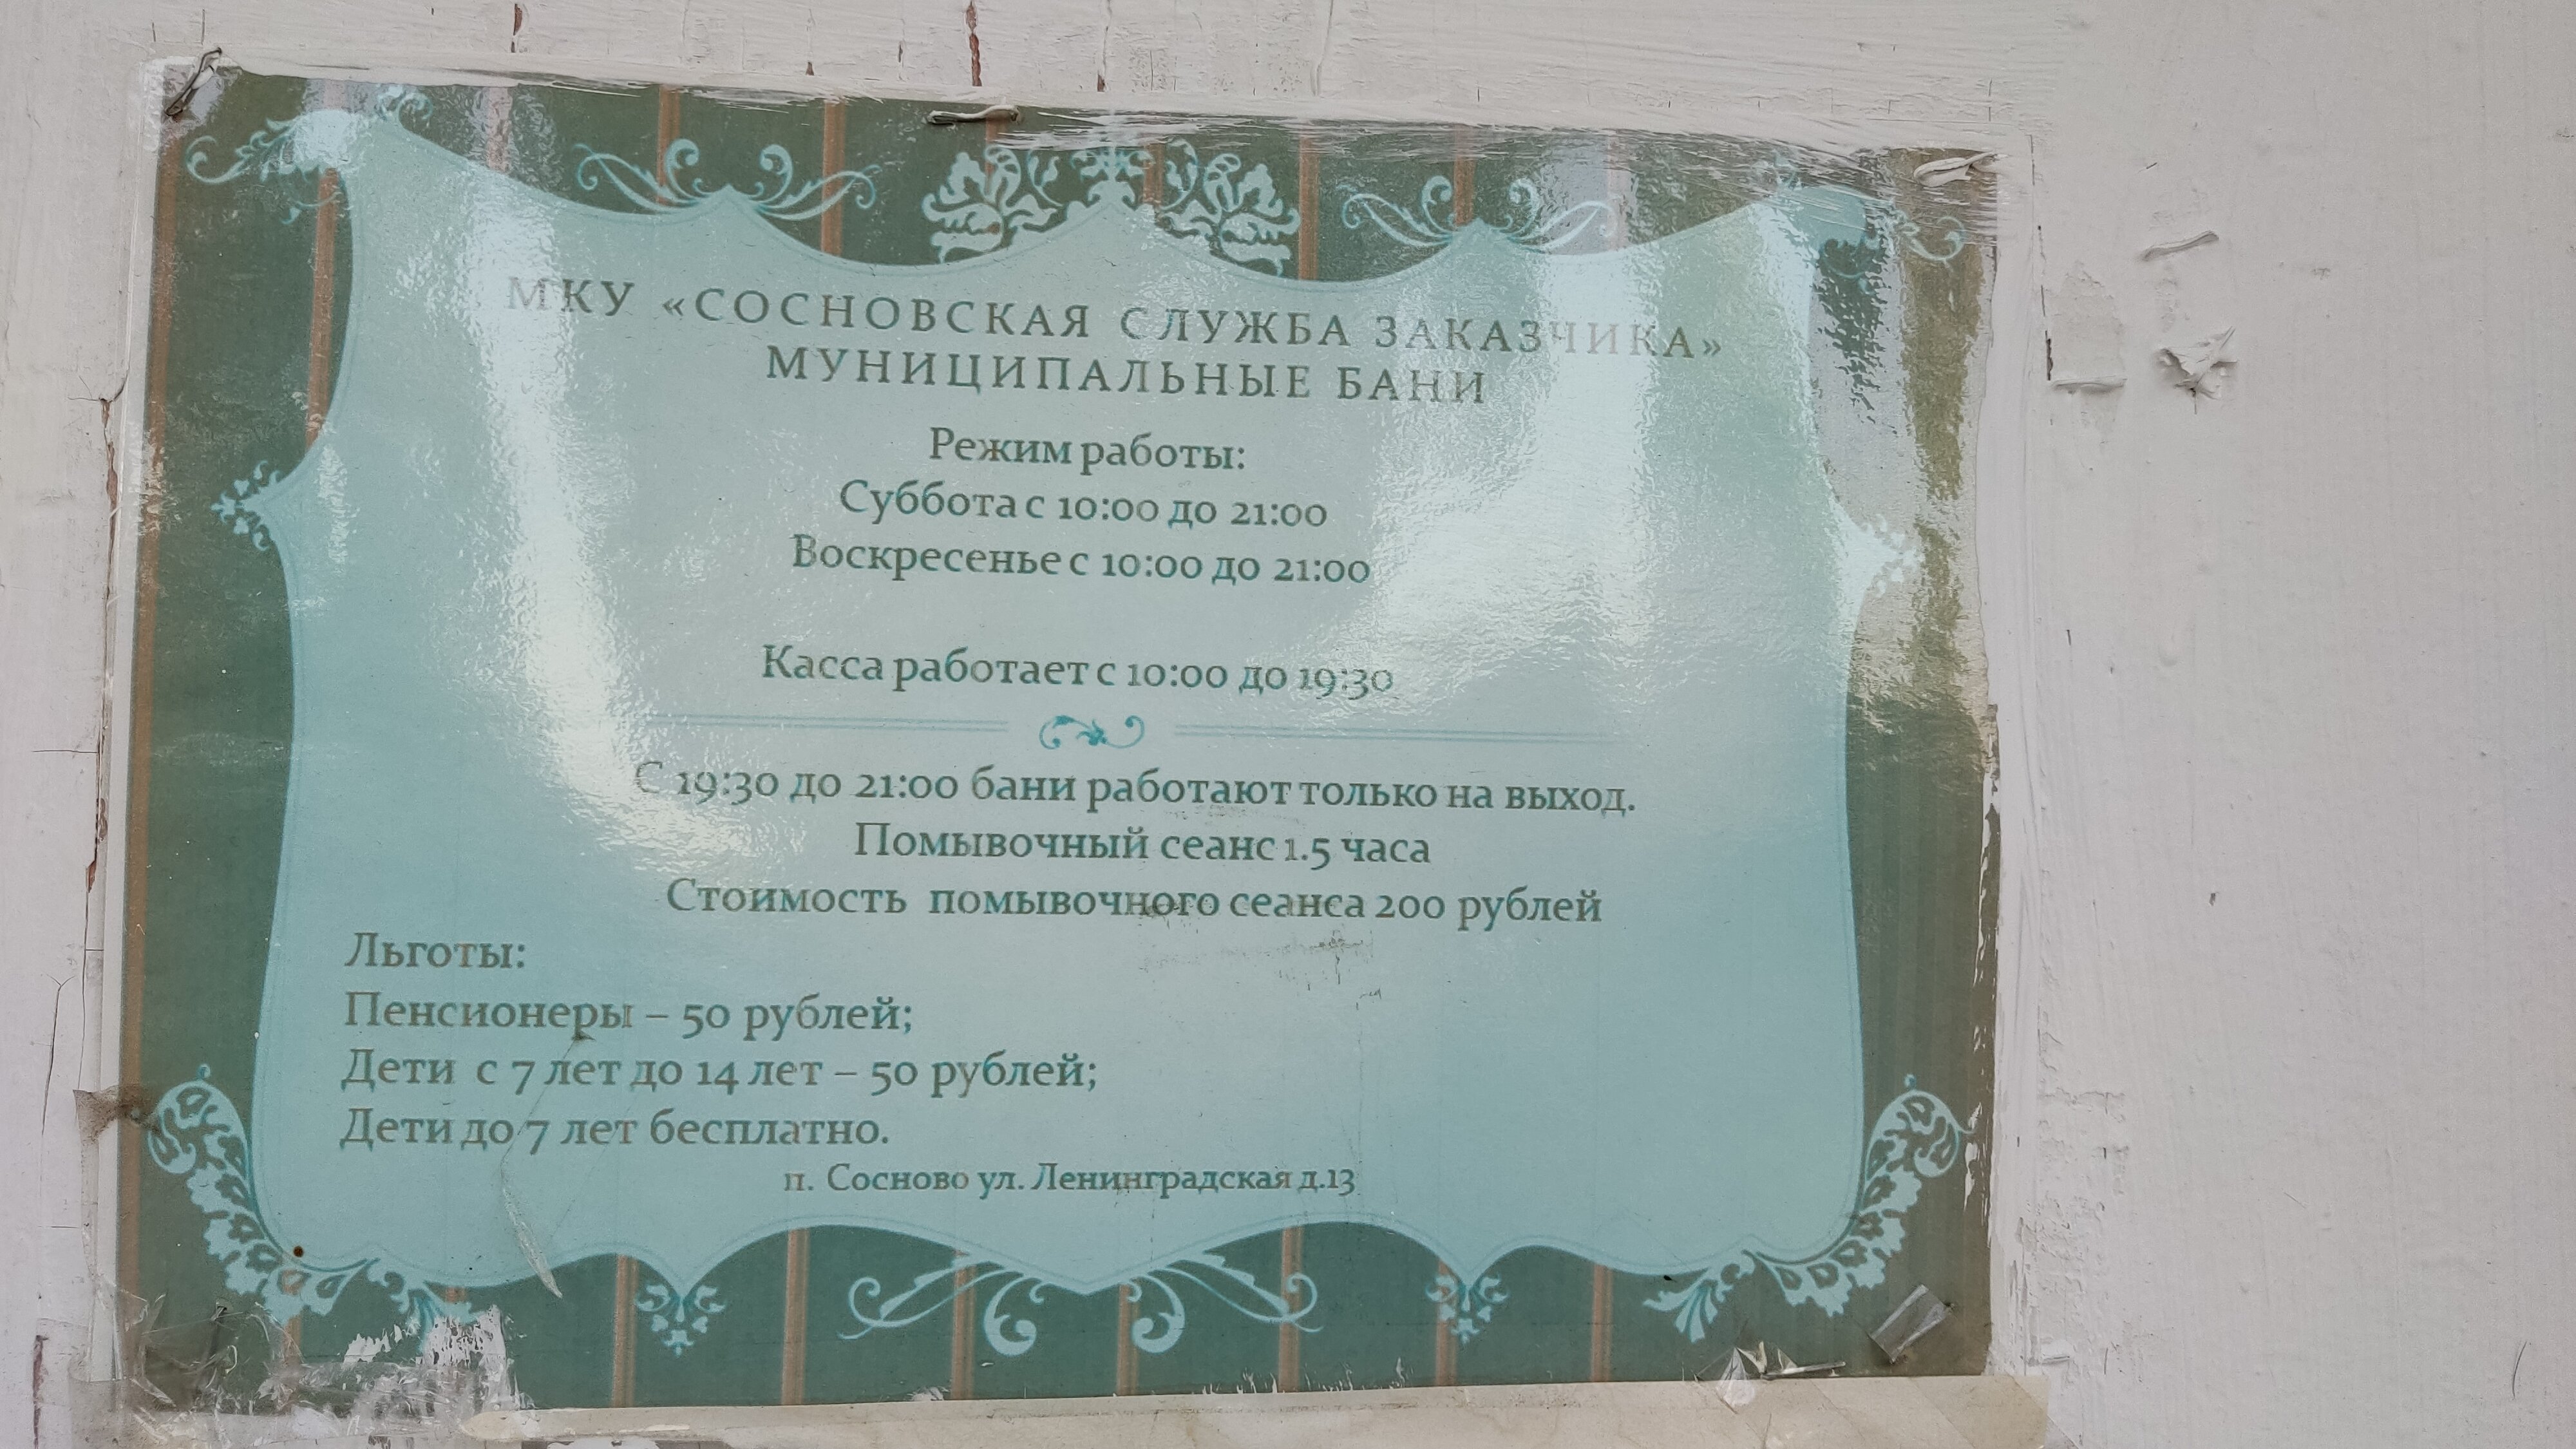 МКУ «СОСНОВСКАЯ СЛУЖБА ЗАКАЗЧИКА»
МУНИЦИПАЛЬНЫЕ БАНИ
Режим работы:
Суббота с 10:00 до 21:00
Воскресенье с 10:00 до 21:00
Касса работает с 10:00 до 19:30
С 19:30 до 21:00 бани работают только на выход.
Помывочный сеанс 1.5 часа
Стоимость помывочного сеанса 200 рублей
Льготы:
Пенсионеры – 50 рублей;
Дети с 7 лет до 14 лет – 50 рублей;
Дети до 7 лет бесплатно.
п. Сосново ул. Ленинградская д.13